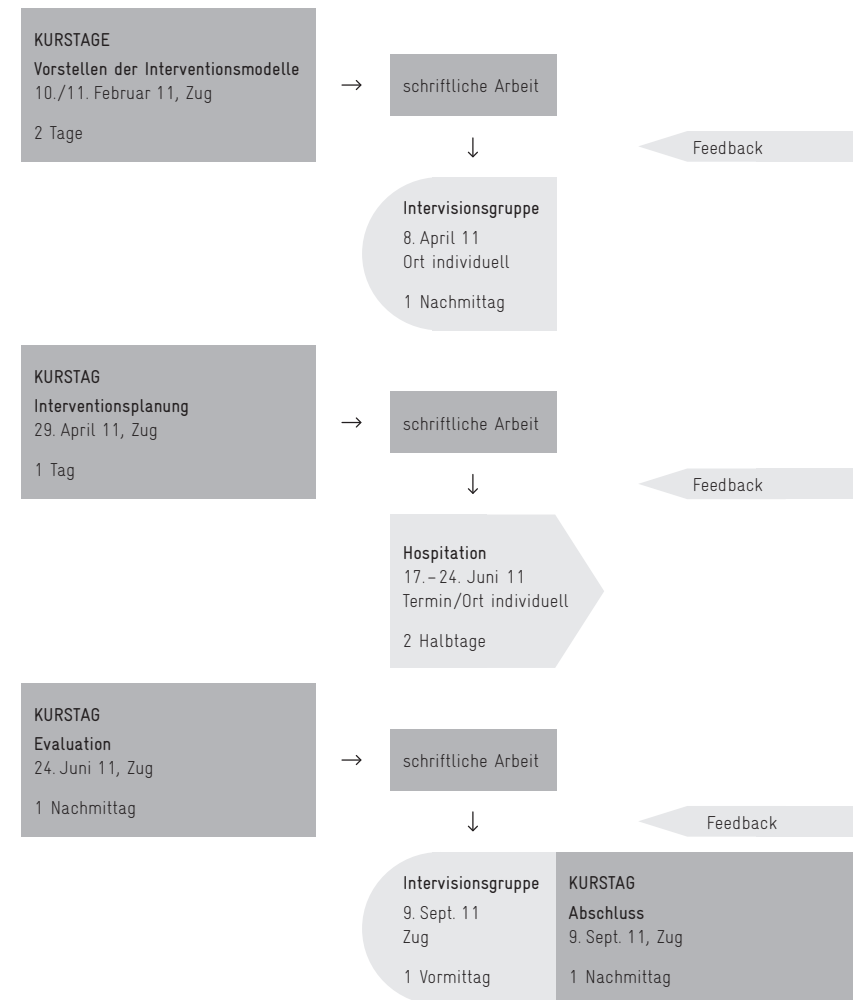 KURSTAGE
Vorstellen der Interventionsmodelle
10./11. Februar 11, Zug
2 Tage
→
schriftliche Arbeit
↓
Feedback
Intervisionsgruppe
8. April 11
Ort individuell
1 Nachmittag
KURSTAG
Interventionsplanung
29. April 11, Zug
1 Tag
→
schriftliche Arbeit
↓
Feedback
Hospitation
17.–24. Juni 11
Termin/Ort individuell
2 Halbtage
KURSTAG
Evaluation
24. Juni 11, Zug
1 Nachmittag
→
schriftliche Arbeit
↓
Feedback
Intervisionsgruppe
9. Sept. 11
Zug
1 Vormittag
KURSTAG
Abschluss
9. Sept. 11, Zug
1 Nachmittag